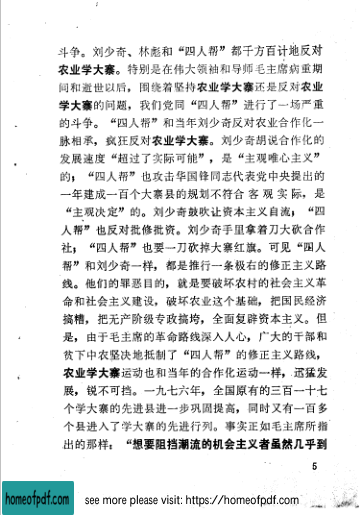 斗争。刘少奇、林彪和“四人帮”都千方百计地反对
农业学大寨。特别是在伟大领袖和导师毛主席病重期
间和逝世以后，围绕着坚持农业学大寨还是反对农业
学大寨的问题，我们党同“四人帮”进行了一场严重
的斗争。“四人帮”和当年刘少奇反对农业合作化一
脉相承，疯狂反对农业学大寨。刘少奇胡说合作化的
发展速度“超过了实际可能”，是“主观唯心主义”
的；“四人帮”也攻击华国锋同志代表党中央提出的
一年建成一百个大寨县的规划不符合客观实际，是
“主观决定”的。刘少奇鼓吹让资本主义自流；“四
人帮”也反对批修批资。刘少奇手里拿着刀大砍合作
社；“四人帮”也要一刀砍掉大寨红旗。可见“四人
帮”和刘少奇一样，都是推行一条极右的修正主义路
线。他们的罪恶目的，就是要破坏农村的社会主义革
命和社会主义建设，破坏农业这个基础，把国民经济
搞糟，把无产阶级专政搞垮，全面复辟资本主义。但
是，由于毛主席的革命路线深入人心，广大的干部和
贫下中农坚决地抵制了“四人帮”的修正主义路线，
农业学大寨运动也和当年的合作化运动一样，迅猛发
展，锐不可挡。一九七六年，全国原有的三百一十七
个学大寨的先进县进一步巩固提高，同时又有一百多
个县进入了学大寨的先进行列。事实正如毛主席所指
出的那样：“想要阻挡潮流的机会主义者虽然几乎到
5
homeofpdf.com
see more please visit: https://homeofpdf.com